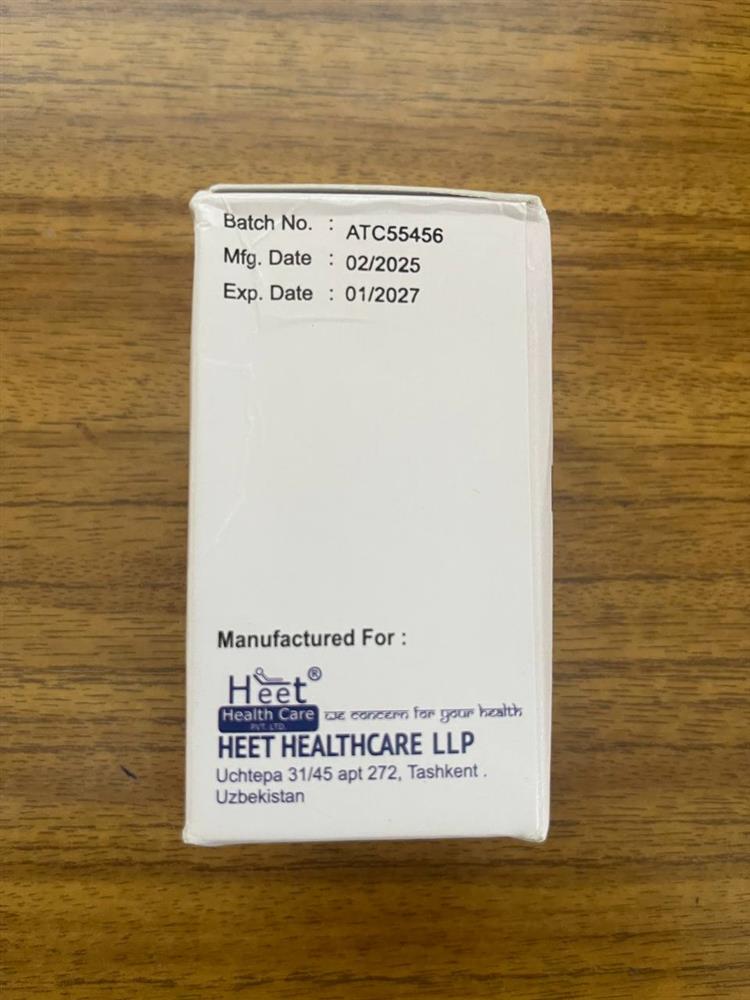 Batch No. : ATC55456
Mfg. Date : 02/2025
Exp. Date : 01/2027
Manufactured For :
Heet®
Health Care we concern for your health
PVT. LTD.
HEET HEALTHCARE LLP
Uchtepa 31/45 apt 272, Tashkent .
Uzbekistan